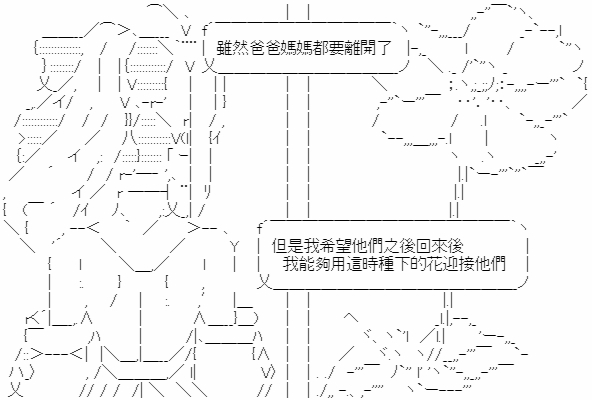 雖然爸爸媽媽都要離開了
但是我希望他們之後回來後
我能夠用這時種下的花迎接他們